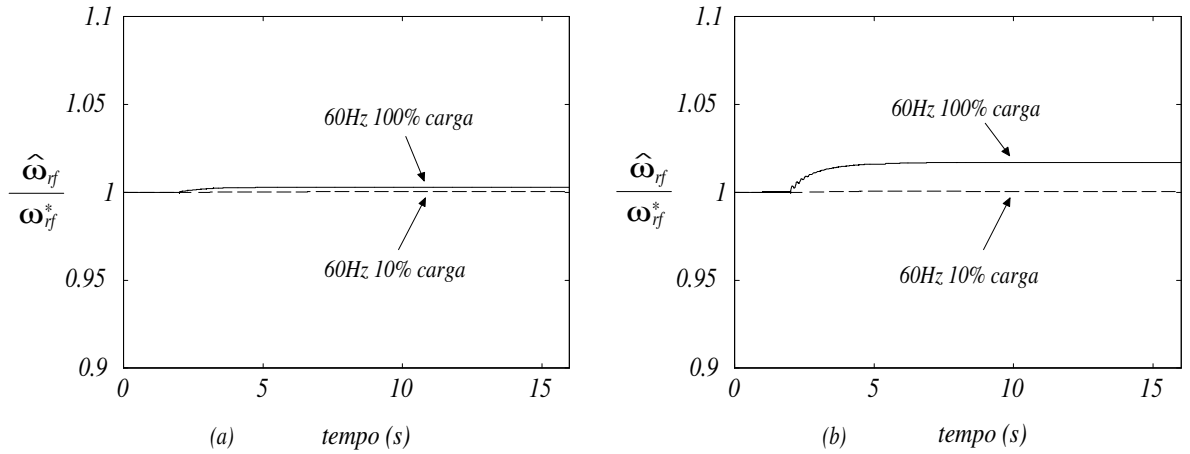 1.1
1.05
1
0.95
0.9
ω̂rf
ω*rf
60Hz 100% carga
60Hz 10% carga
0 5 10 15
(a) tempo (s)
1.1
1.05
1
0.95
0.9
ω̂rf
ω*rf
60Hz 100% carga
60Hz 10% carga
0 5 10 15
(b) tempo (s)